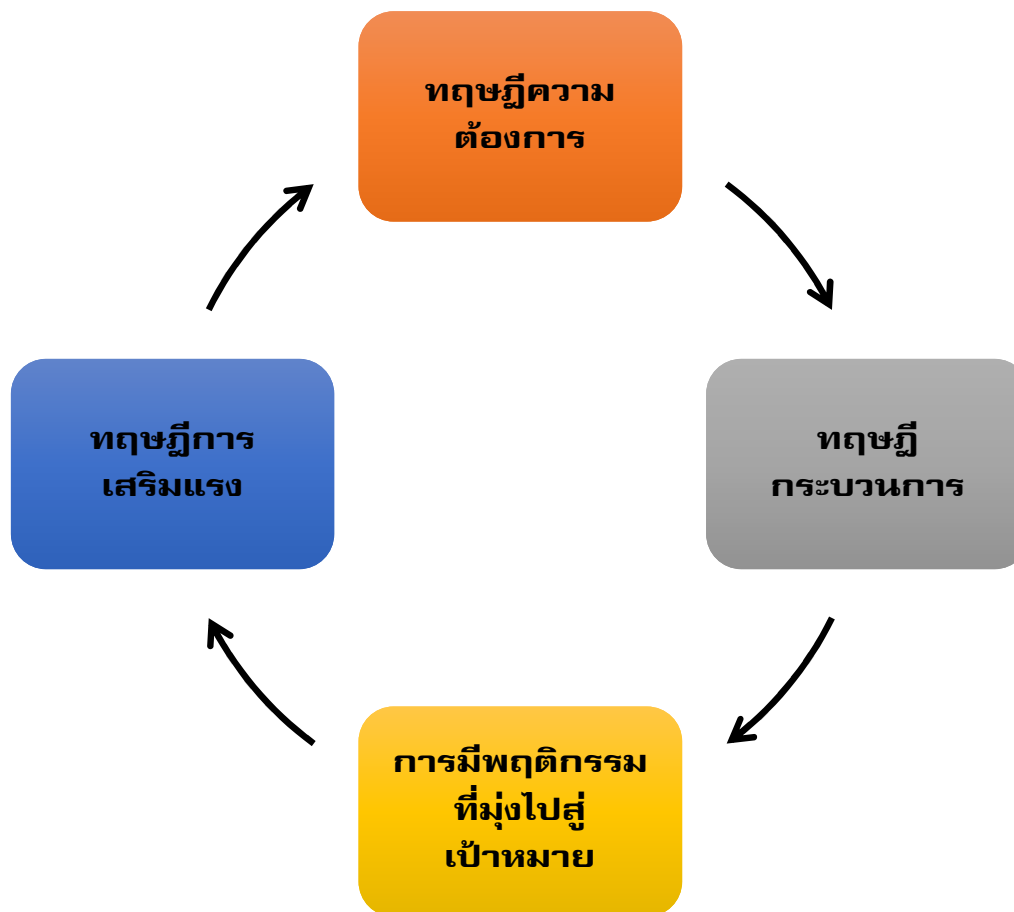 ทฤษฎีความ
ต้องการ
ทฤษฎีการ
เสริมแรง
ทฤษฎี
กระบวนการ
การมีพฤติกรรม
ที่มุ่งไปสู่
เป้าหมาย